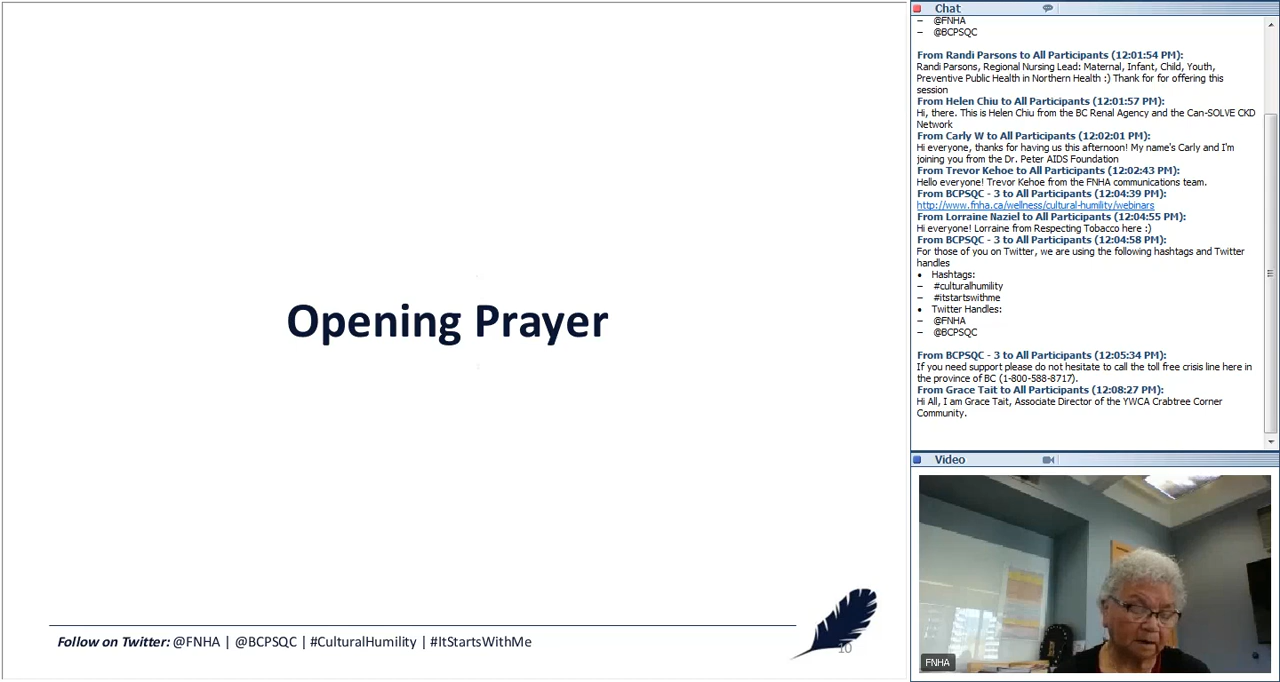 Opening Prayer
Follow on Twitter: @FNHA | @BCPSQC | #CulturalHumility | #ItStartsWithMe
10
Chat
– @FNHA
– @BCPSQC
From Randi Parsons to All Participants (12:01:54 PM):
Randi Parsons, Regional Nursing Lead: Maternal, Infant, Child, Youth,
Preventive Public Health in Northern Health :) Thank for for offering this
session
From Helen Chiu to All Participants (12:01:57 PM):
Hi, there. This is Helen Chiu from the BC Renal Agency and the Can-SOLVE CKD
Network
From Carly W to All Participants (12:02:01 PM):
Hi everyone, thanks for having us this afternoon! My name's Carly and I'm
joining you from the Dr. Peter AIDS Foundation
From Trevor Kehoe to All Participants (12:02:43 PM):
Hello everyone! Trevor Kehoe from the FNHA communications team.
From BCPSQC - 3 to All Participants (12:04:39 PM):
http://www.fnha.ca/wellness/cultural-humility/webinars
From Lorraine Naziel to All Participants (12:04:55 PM):
Hi everyone! Lorraine from Respecting Tobacco here :)
From BCPSQC - 3 to All Participants (12:04:58 PM):
For those of you on Twitter, we are using the following hashtags and Twitter
handles
• Hashtags:
– #culturalhumility
– #itstartswithme
• Twitter Handles:
– @FNHA
– @BCPSQC
From BCPSQC - 3 to All Participants (12:05:34 PM):
If you need support please do not hesitate to call the toll free crisis line here in
the province of BC (1-800-588-8717).
From Grace Tait to All Participants (12:08:27 PM):
Hi All, I am Grace Tait, Associate Director of the YWCA Crabtree Corner
Community.
Video
FNHA